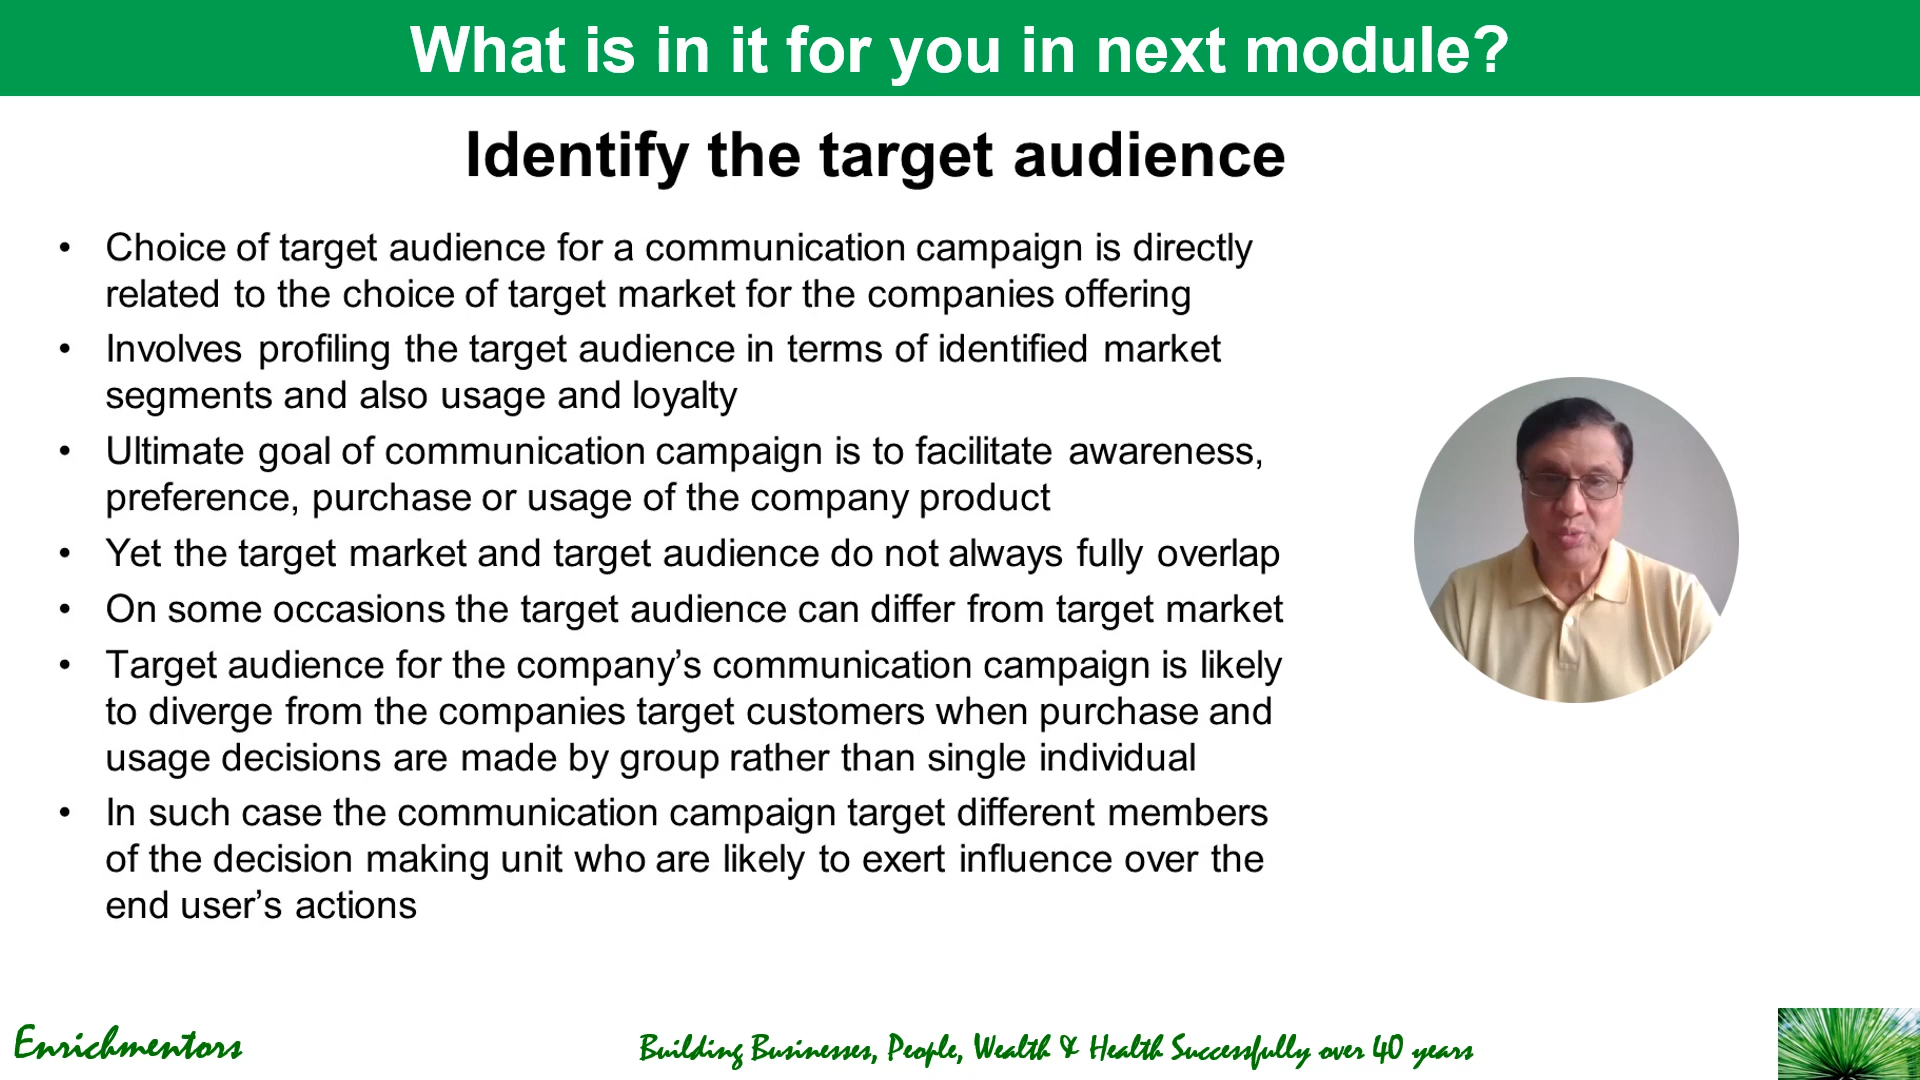 What is in it for you in next module?
Identify the target audience
• Choice of target audience for a communication campaign is directly
related to the choice of target market for the companies offering
• Involves profiling the target audience in terms of identified market
segments and also usage and loyalty
• Ultimate goal of communication campaign is to facilitate awareness,
preference, purchase or usage of the company product
• Yet the target market and target audience do not always fully overlap
• On some occasions the target audience can differ from target market
• Target audience for the company’s communication campaign is likely
to diverge from the companies target customers when purchase and
usage decisions are made by group rather than single individual
• In such case the communication campaign target different members
of the decision making unit who are likely to exert influence over the
end user’s actions
Enrichmentors
Building Businesses, People, Wealth & Health Successfully over 40 years